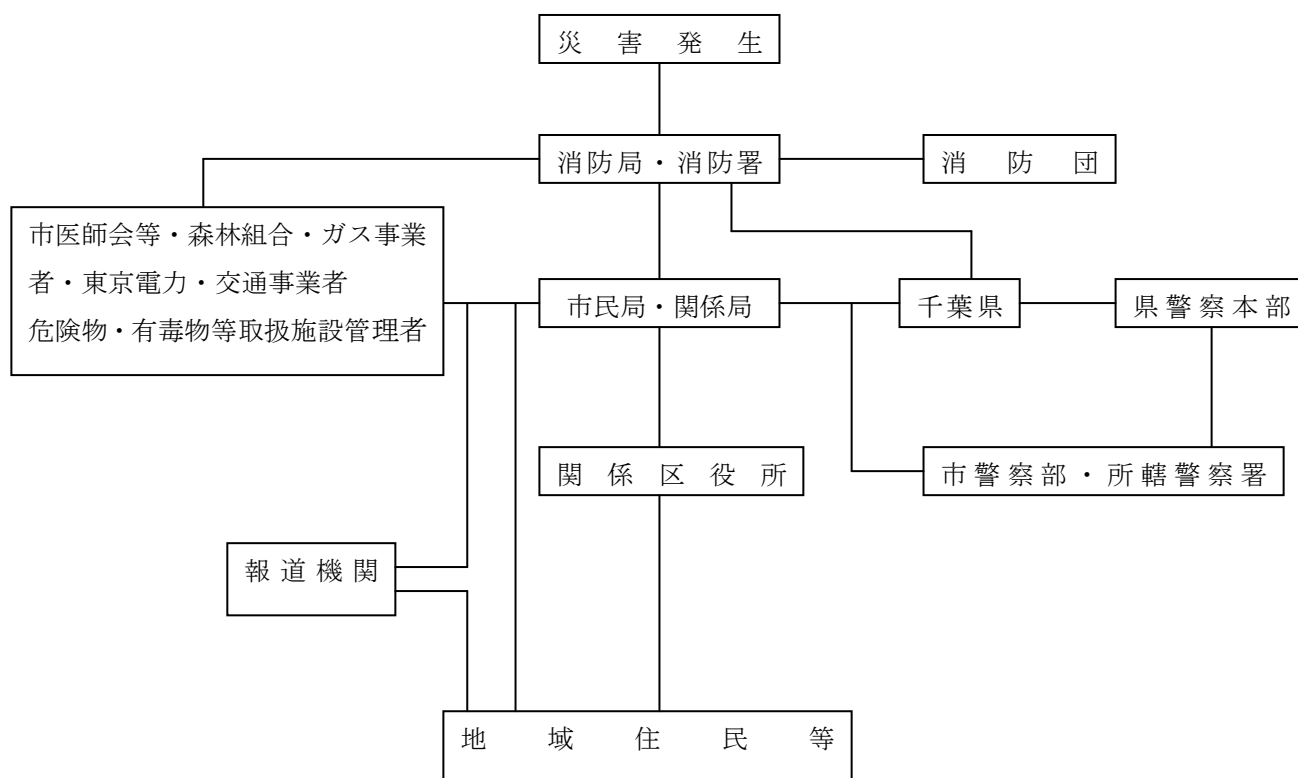 災害発生
消防局・消防署
消防団
市医師会等・森林組合・ガス事業
者・東京電力・交通事業者
危険物・有毒物等取扱施設管理者
市民局・関係局
千葉県
県警察本部
関係区役所
市警察部・所轄警察署
報道機関
地域住民等